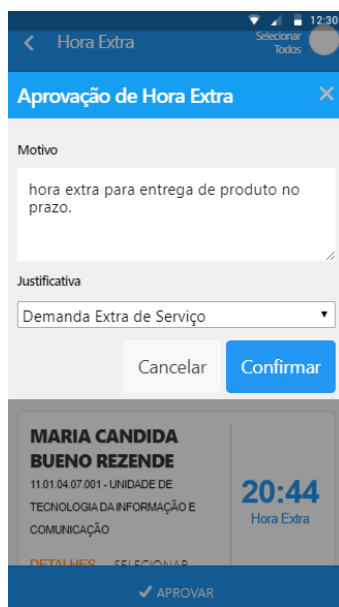 12:30
Hora Extra
Selecionar
Todos
Aprovação de Hora Extra
Motivo
hora extra para entrega de produto no
prazo.
Justificativa
Demanda Extra de Serviço
Cancelar
Confirmar
MARIA CANDIDA
BUENO REZENDE
11.01.04.07.001 - UNIDADE DE
TECNOLOGIA DA INFORMAÇÃO E
COMUNICAÇÃO
20:44
Hora Extra
DETALHES SELECIONAR
APROVAR